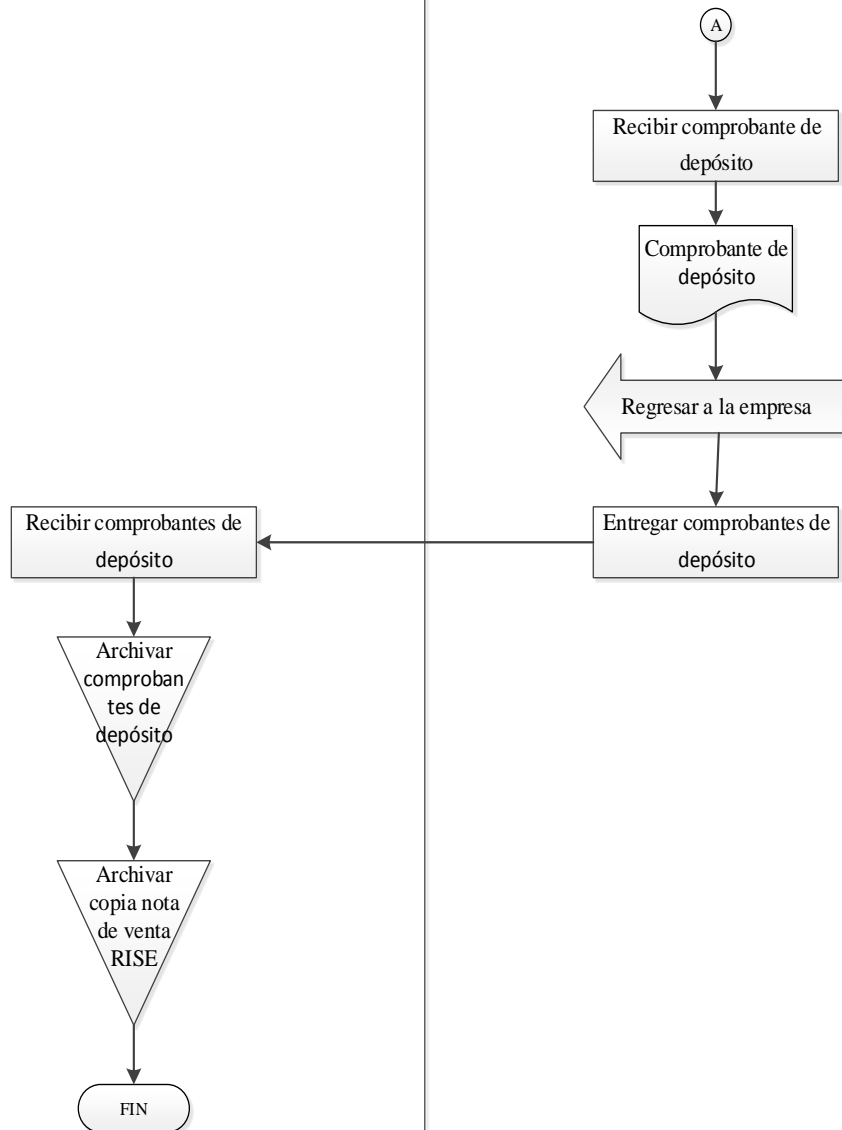 A
Recibir comprobante de
depósito
Comprobante de
depósito
Regresar a la empresa
Entregar comprobantes de
depósito
Recibir comprobantes de
depósito
Archivar
comproban
tes de
depósito
Archivar
copia nota
de venta
RISE
FIN